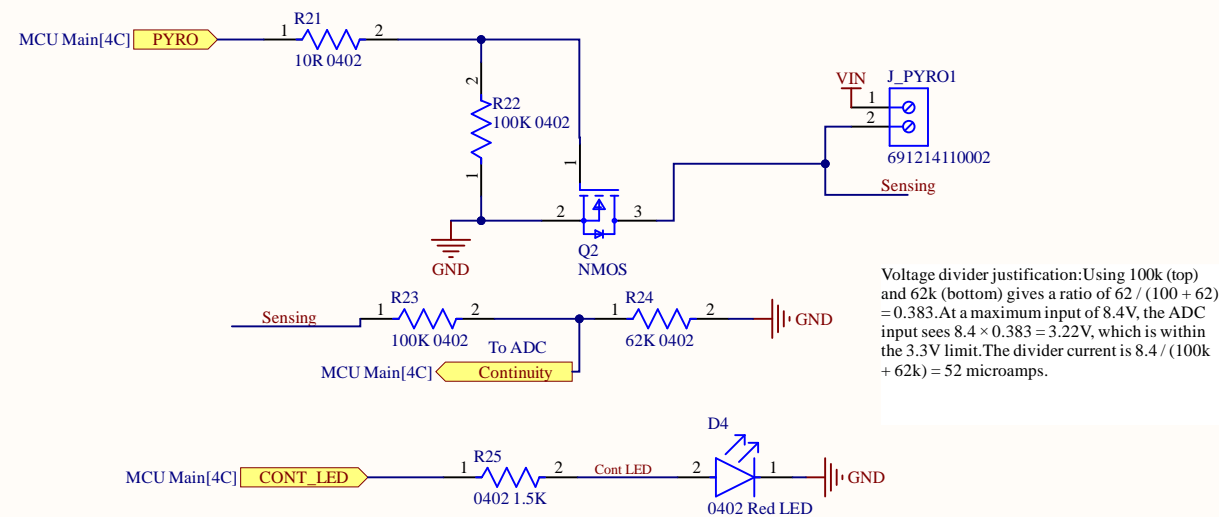 R21
MCU Main[4C] PYRO 1 2
10R 0402
2
R22
100K 0402
1
GND
1
2 3
Q2
NMOS
VIN J_PYRO1
1
2
691214110002
Sensing
Voltage divider justification:Using 100k (top)
and 62k (bottom) gives a ratio of 62 / (100 + 62)
= 0.383.At a maximum input of 8.4V, the ADC
input sees 8.4 × 0.383 = 3.22V, which is within
the 3.3V limit.The divider current is 8.4 / (100k
+ 62k) = 52 microamps.
R23 R24
Sensing 1 2 1 2 GND
100K 0402 62K 0402
To ADC
MCU Main[4C] Continuity
D4
R25
MCU Main[4C] CONT_LED 1 2 Cont LED 2 1 GND
0402 1.5K
0402 Red LED